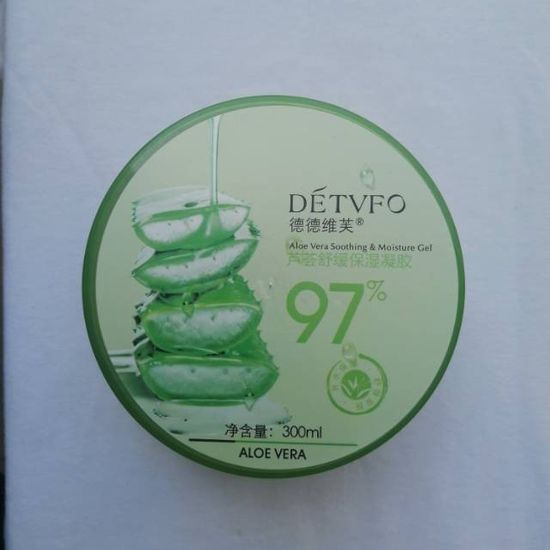 DÉTVFO
德德维芙®
Aloe Vera Soothing & Moisture Gel
芦荟舒缓保湿凝胶
97%
净含量：300ml
ALOE VERA